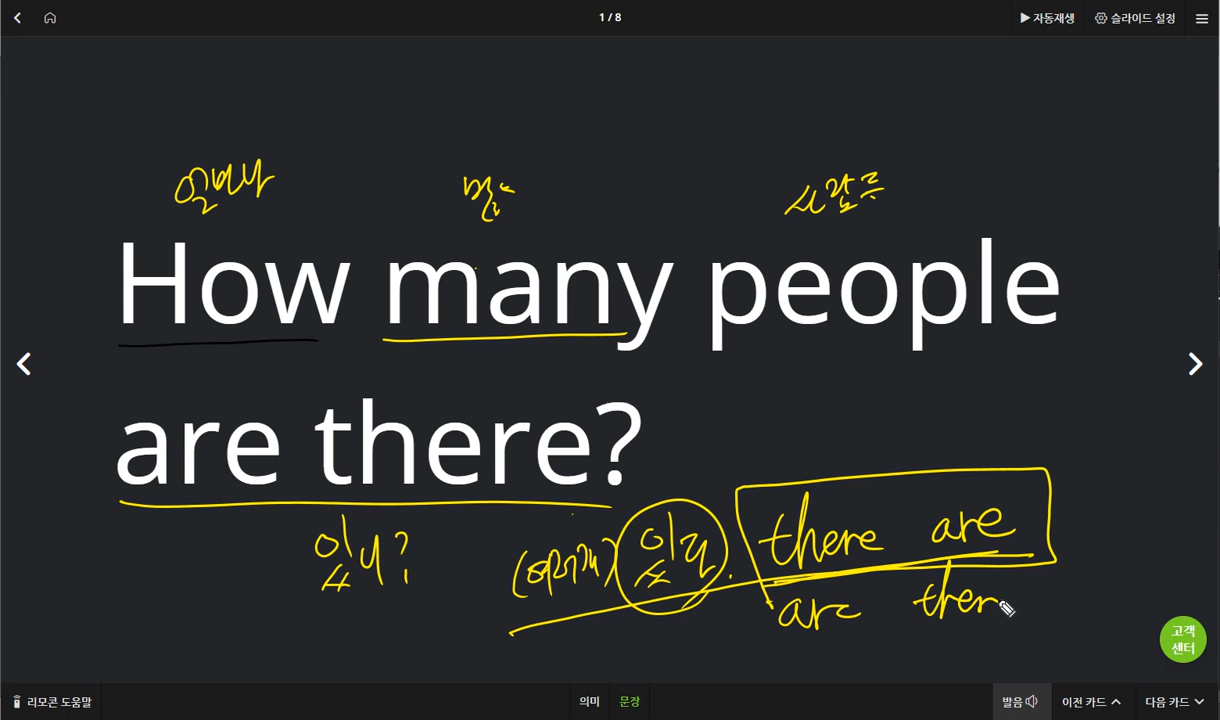 1 / 8
자동재생
슬라이드 설정
얼마나
많은
사람들
How many people
are there?
있니?
(여기에) 있다. there are
are ther
고객
센터
리모콘 도움말
의미
문장
발음
이전 카드
다음 카드